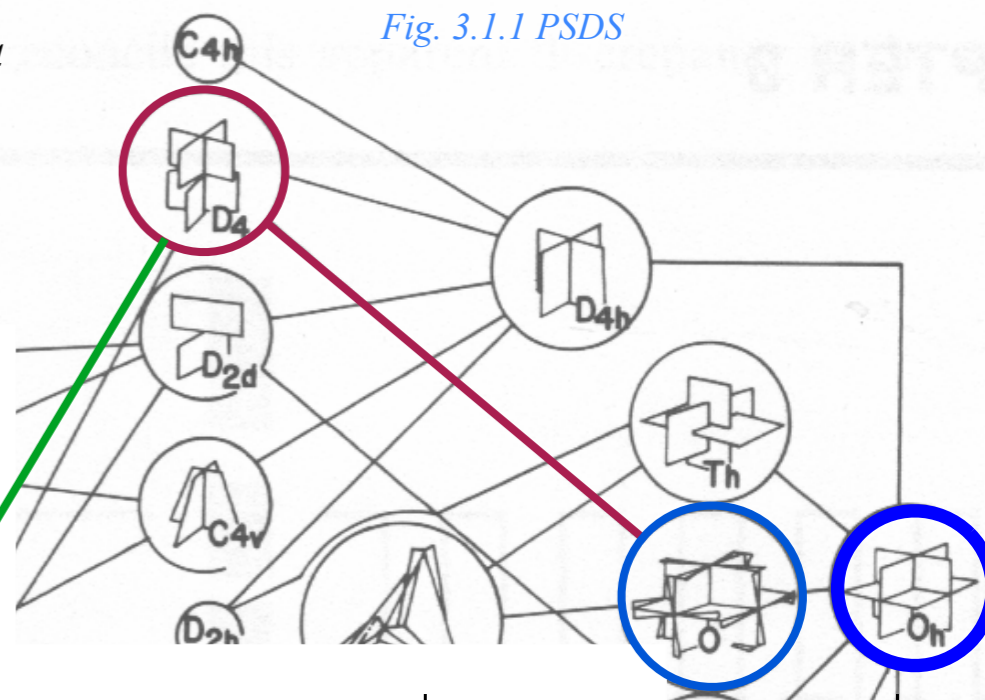 Fig. 3.1.1 PSDS
C4h
D4
D4h
D2d
Th
C4v
D2h
O
Oh